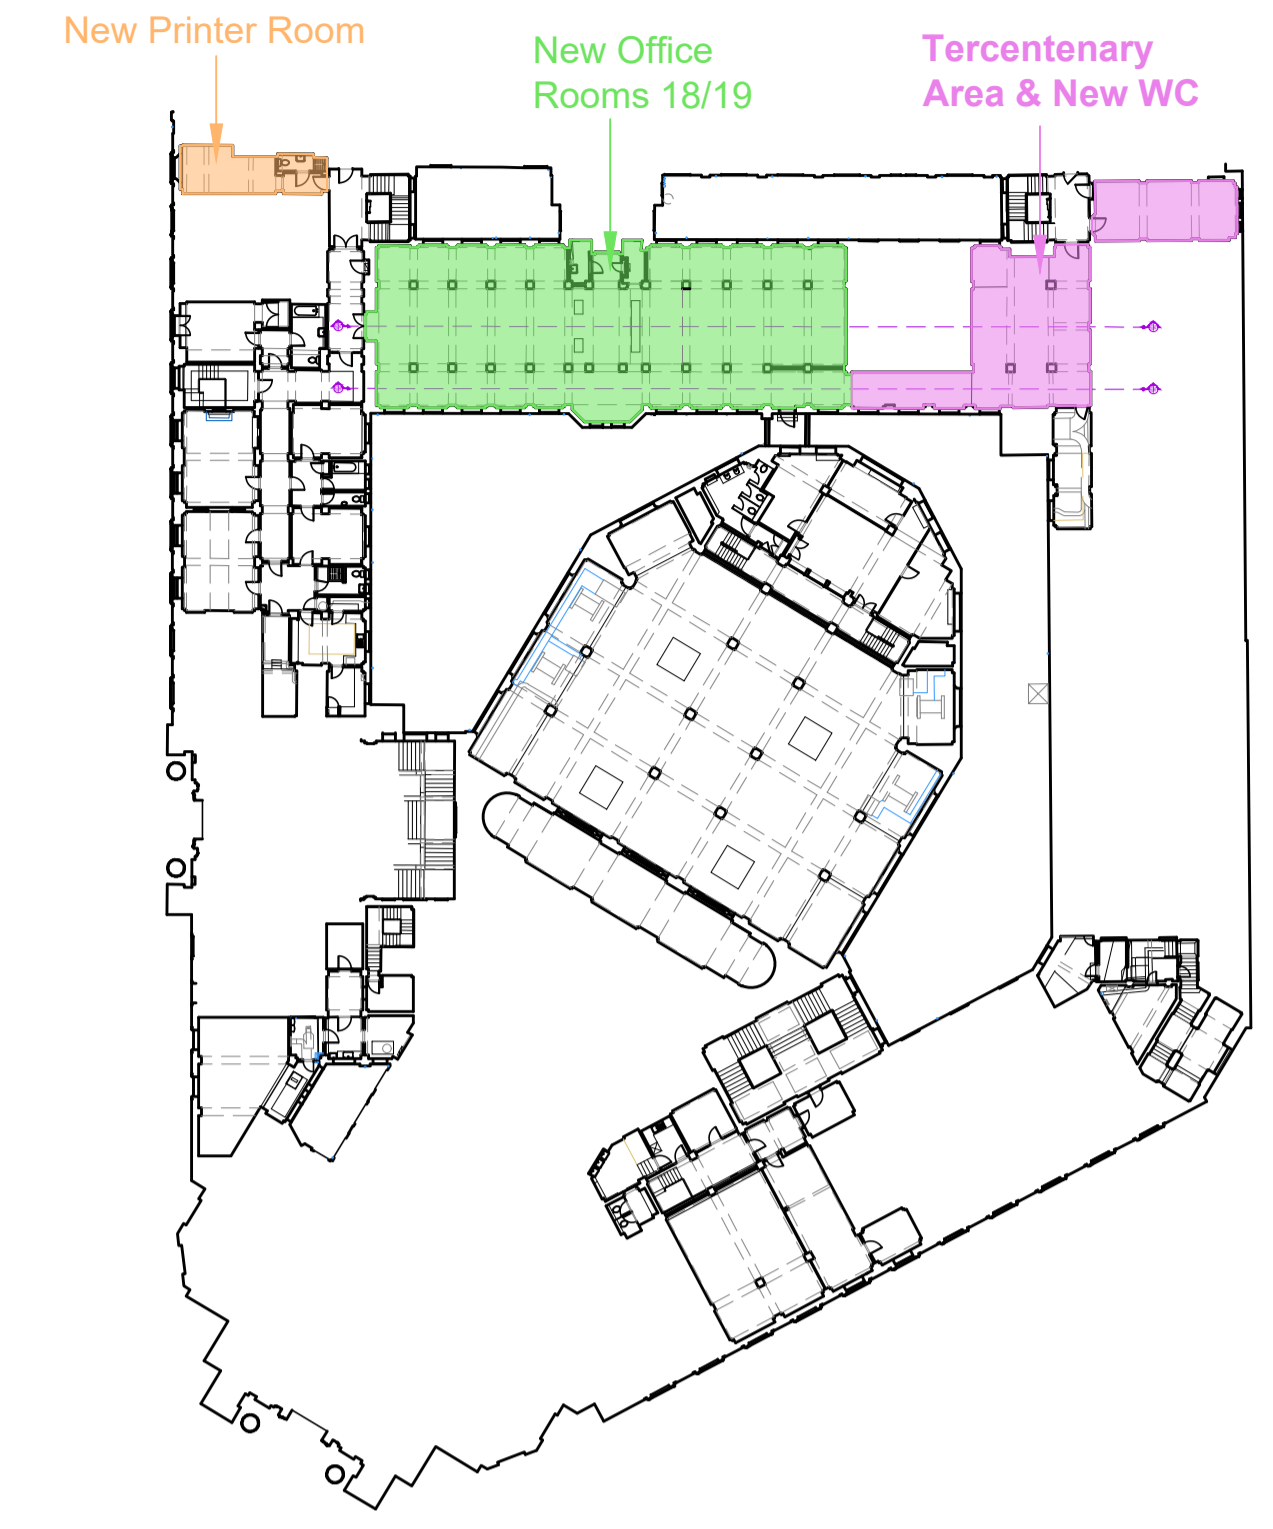 New Printer Room
New Office
Rooms 18/19
Tercentenary
Area & New WC